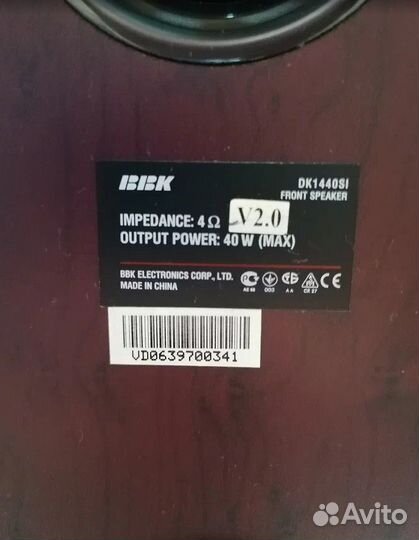 BBK
DK1440SI
FRONT SPEAKER
IMPEDANCE: 4 Ω
V2.0
OUTPUT POWER: 40 W (MAX)
BBK ELECTRONICS CORP., LTD.
MADE IN CHINA
CE
VD0639700341
Avito